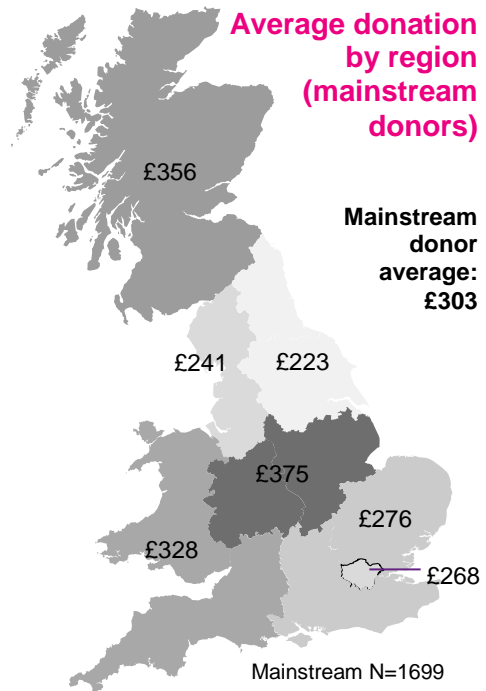 Average donation
by region
(mainstream
donors)
£356
Mainstream
donor
average:
£303
£241
£223
£375
£276
£328
£268
Mainstream N=1699